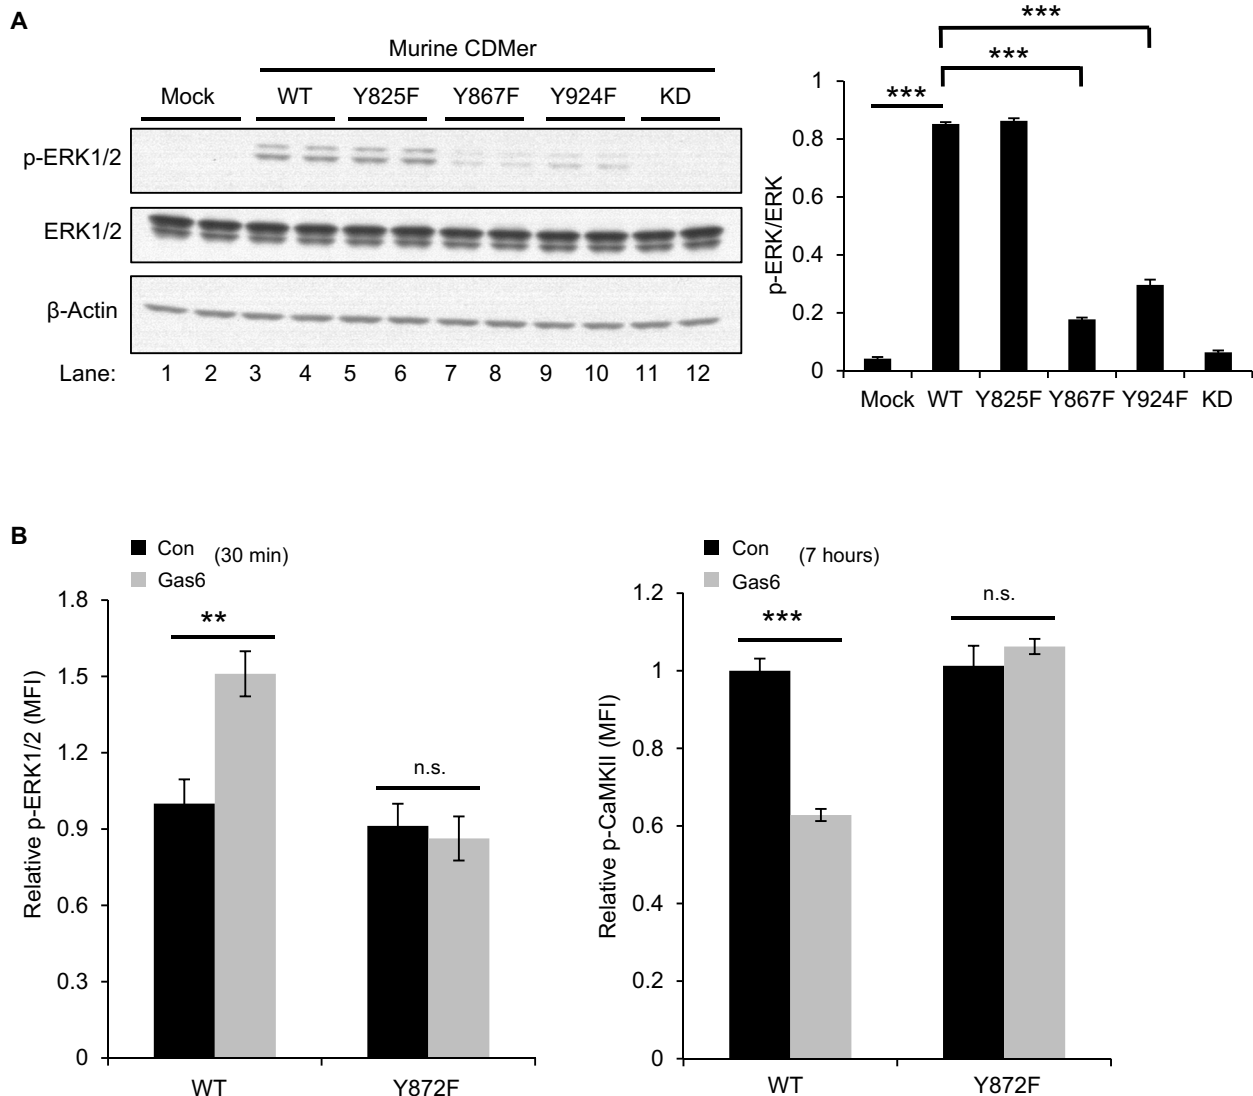 A
Murine CDMer
Mock WT Y825F Y867F Y924F KD
p-ERK1/2
ERK1/2
β-Actin
Lane: 1 2 3 4 5 6 7 8 9 10 11 12
***
***
***
p-ERK/ERK
1
0.8
0.6
0.4
0.2
0
Mock WT Y825F Y867F Y924F KD
B
Con (30 min)
Gas6
**
n.s.
Relative p-ERK1/2 (MFI)
1.8
1.5
1.2
0.9
0.6
0.3
0
WT Y872F
Con (7 hours)
Gas6
***
n.s.
Relative p-CaMKII (MFI)
1.2
1
0.8
0.6
0.4
0.2
0
WT Y872F